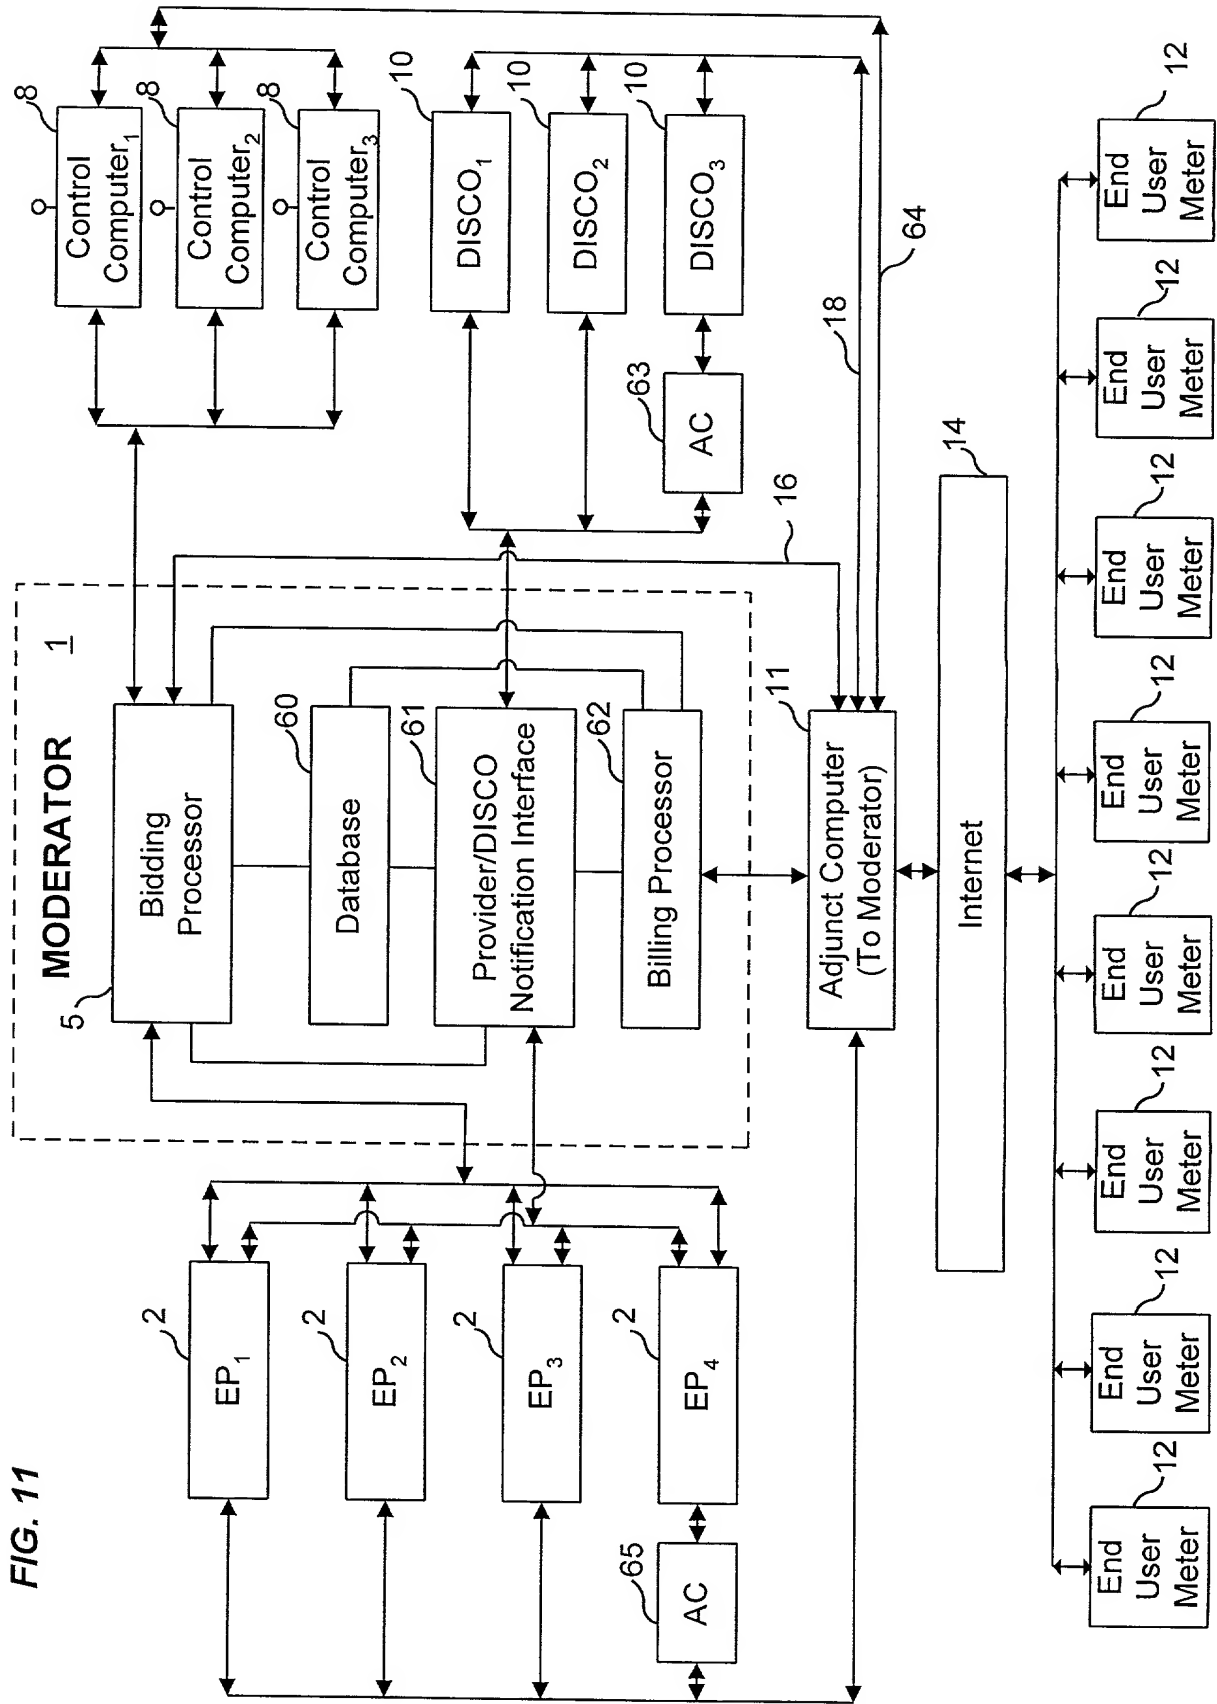 FIG. 11
MODERATOR
1
5
Bidding
Processor
60
Database
61
Provider/DISCO
Notification Interface
62
Billing Processor
2
EP1
2
EP2
2
EP3
2
EP4
65
AC
8
Control
Computer1
8
Control
Computer2
8
Control
Computer3
10
DISCO1
10
DISCO2
10
DISCO3
63
AC
16
18
64
11
Adjunct Computer
(To Moderator)
14
Internet
12
End
User
Meter
12
End
User
Meter
12
End
User
Meter
12
End
User
Meter
12
End
User
Meter
12
End
User
Meter
12
End
User
Meter
12
End
User
Meter